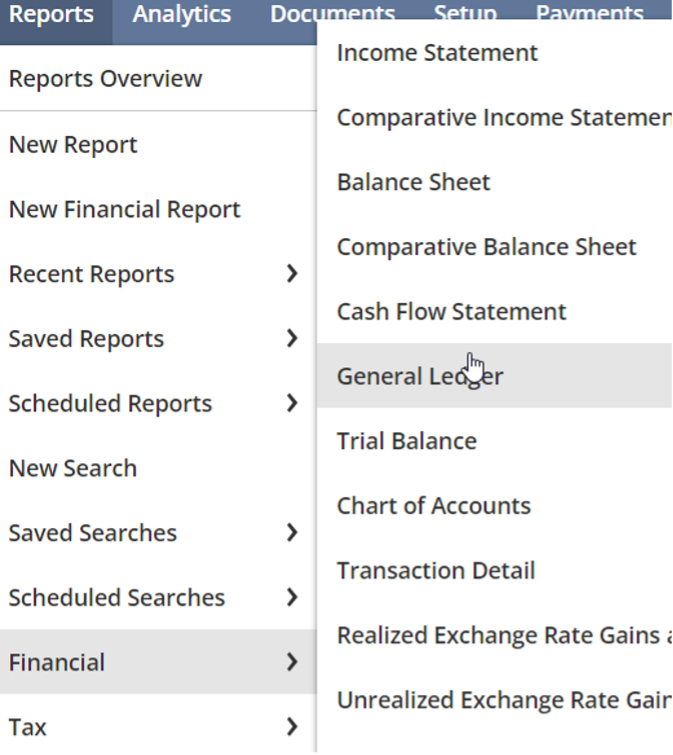 Reports Analytics Documents Setup Payments
Reports Overview
New Report
New Financial Report
Recent Reports
Saved Reports
Scheduled Reports
New Search
Saved Searches
Scheduled Searches
Financial
Tax
Income Statement
Comparative Income Statemen
Balance Sheet
Comparative Balance Sheet
Cash Flow Statement
General Ledger
Trial Balance
Chart of Accounts
Transaction Detail
Realized Exchange Rate Gains a
Unrealized Exchange Rate Gain